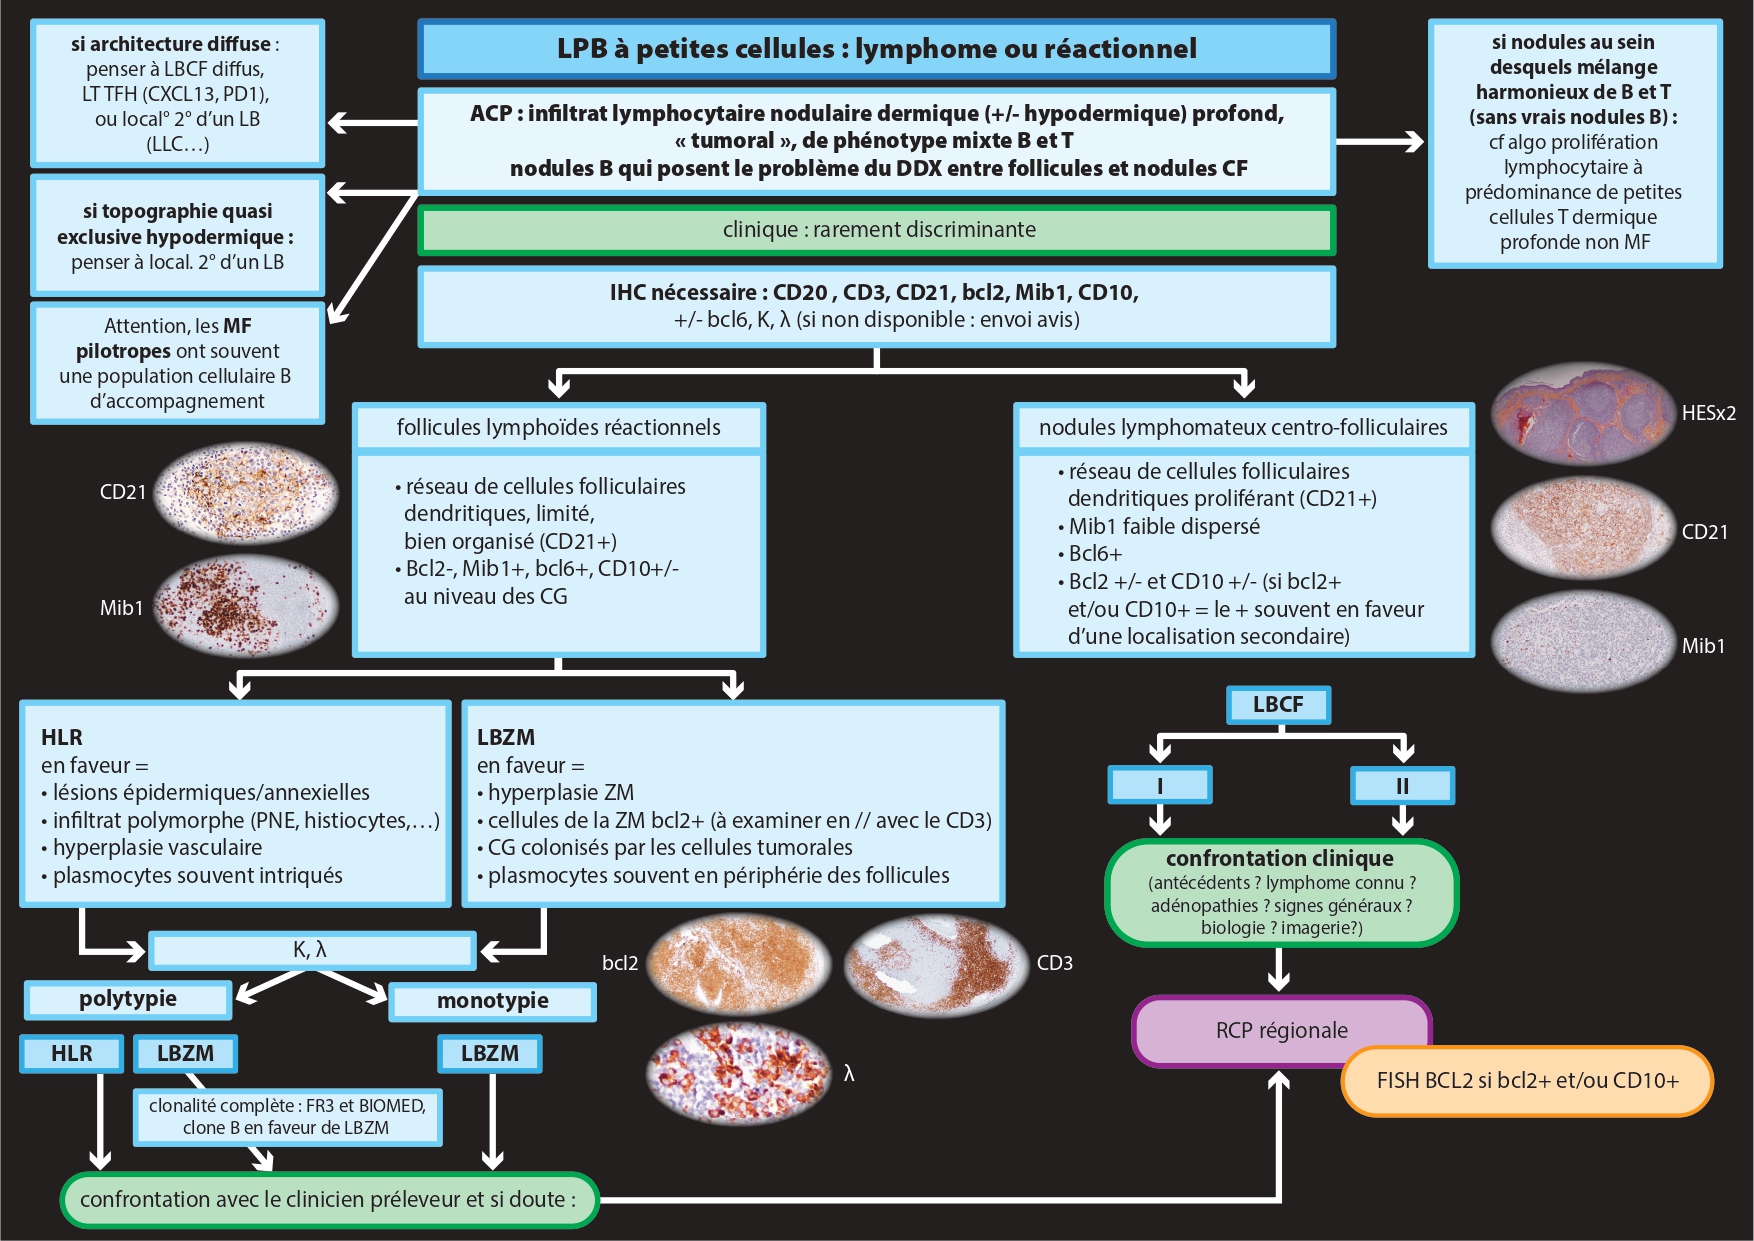 LPB à petites cellules : lymphome ou réactionnel
si architecture diffuse :
penser à LBCF diffus,
LT TFH (CXCL13, PD1),
ou local° 2° d'un LB
(LLC…)
ACP : infiltrat lymphocytaire nodulaire dermique (+/- hypodermique) profond,
« tumoral », de phénotype mixte B et T
nodules B qui posent le problème du DDX entre follicules et nodules CF
si nodules au sein
desquels mélange
harmonieux de B et T
(sans vrais nodules B) :
cf algo prolifération
lymphocytaire à
prédominance de petites
cellules T dermique
profonde non MF
si topographie quasi
exclusive hypodermique :
penser à local. 2° d'un LB
clinique : rarement discriminante
Attention, les MF
pilotropes ont souvent
une population cellulaire B
d'accompagnement
IHC nécessaire : CD20 , CD3, CD21, bcl2, Mib1, CD10,
+/- bcl6, K, λ (si non disponible : envoi avis)
follicules lymphoïdes réactionnels
• réseau de cellules folliculaires
dendritiques, limité,
bien organisé (CD21+)
• Bcl2-, Mib1+, bcl6+, CD10+/-
au niveau des CG
CD21
Mib1
nodules lymphomateux centro-folliculaires
• réseau de cellules folliculaires
dendritiques proliférant (CD21+)
• Mib1 faible dispersé
• Bcl6+
• Bcl2 +/- et CD10 +/- (si bcl2+
et/ou CD10+ = le + souvent en faveur
d'une localisation secondaire)
HESx2
CD21
Mib1
HLR
en faveur =
• lésions épidermiques/annexielles
• infiltrat polymorphe (PNE, histiocytes,…)
• hyperplasie vasculaire
• plasmocytes souvent intriqués
LBZM
en faveur =
• hyperplasie ZM
• cellules de la ZM bcl2+ (à examiner en // avec le CD3)
• CG colonisés par les cellules tumorales
• plasmocytes souvent en périphérie des follicules
LBCF
I
II
confrontation clinique
(antécédents ? lymphome connu ?
adénopathies ? signes généraux ?
biologie ? imagerie?)
K, λ
polytypie
monotypie
bcl2
CD3
λ
HLR
LBZM
LBZM
clonalité complète : FR3 et BIOMED,
clone B en faveur de LBZM
RCP régionale
FISH BCL2 si bcl2+ et/ou CD10+
confrontation avec le clinicien préleveur et si doute :